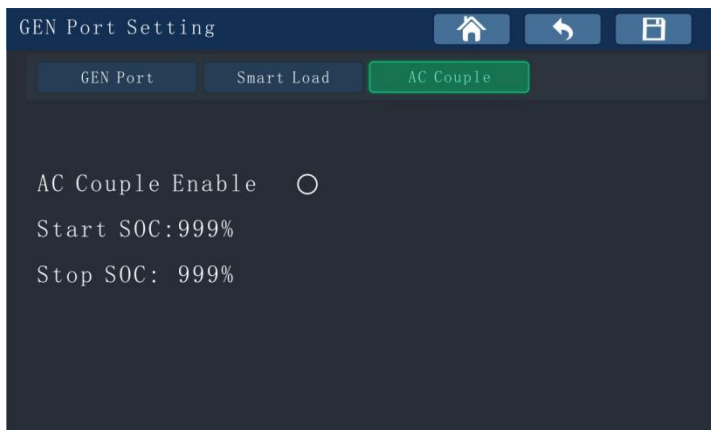 GEN Port Setting
GEN Port Smart Load AC Couple
AC Couple Enable
Start SOC:999%
Stop SOC: 999%